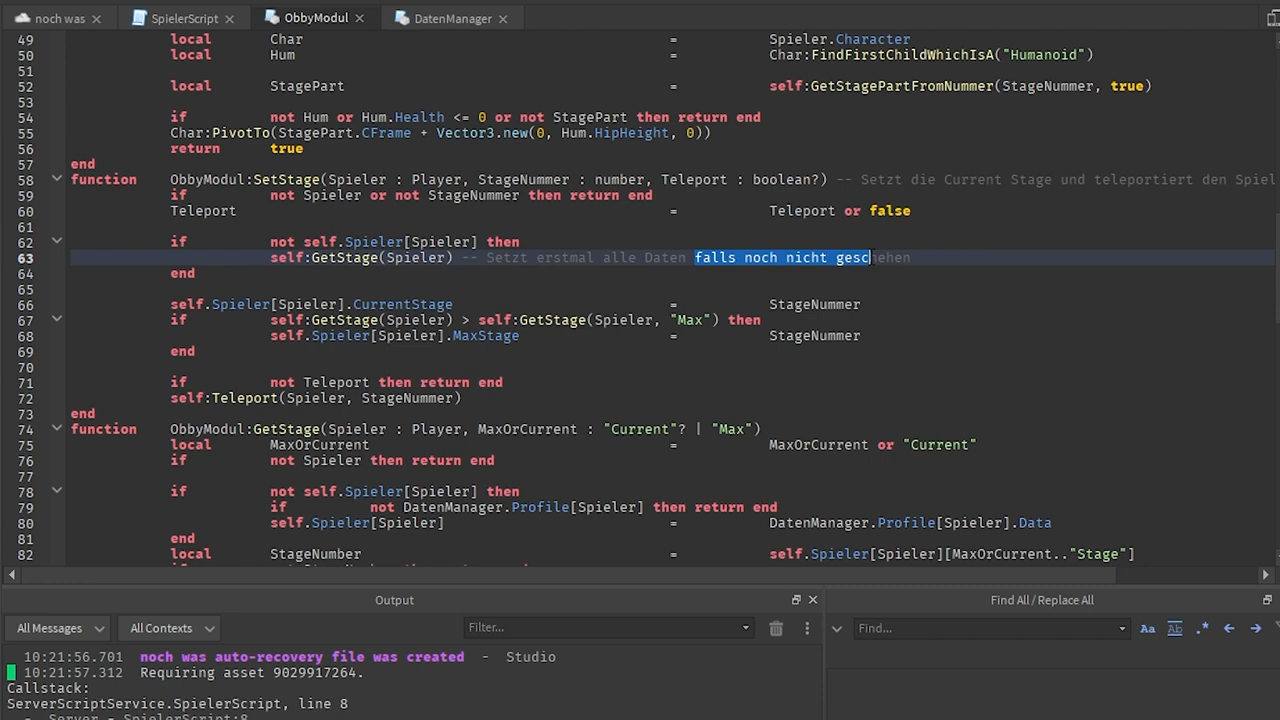 noch was × SpielerScript × ObbyModul × DatenManager ×
49 local Char = Spieler.Character
50 local Hum = Char:FindFirstChildWhichIsA("Humanoid")
51
52 local StagePart = self:GetStagePartFromNummer(StageNummer, true)
53
54 if not Hum or Hum.Health <= 0 or not StagePart then return end
55 Char:PivotTo(StagePart.CFrame + Vector3.new(0, Hum.HipHeight, 0))
56 return true
57 end
58 function ObbyModul:SetStage(Spieler : Player, StageNummer : number, Teleport : boolean?) -- Setzt die Current Stage und teleportiert den Spiel
59 if not Spieler or not StageNummer then return end
60 Teleport = Teleport or false
61
62 if not self.Spieler[Spieler] then
63 self:GetStage(Spieler) -- Setzt erstmal alle Daten falls noch nicht geschehen
64 end
65
66 self.Spieler[Spieler].CurrentStage = StageNummer
67 if self:GetStage(Spieler) > self:GetStage(Spieler, "Max") then
68 self.Spieler[Spieler].MaxStage = StageNummer
69 end
70
71 if not Teleport then return end
72 self:Teleport(Spieler, StageNummer)
73 end
74 function ObbyModul:GetStage(Spieler : Player, MaxOrCurrent : "Current"? | "Max")
75 local MaxOrCurrent = MaxOrCurrent or "Current"
76 if not Spieler then return end
77
78 if not self.Spieler[Spieler] then
79 if not DatenManager.Profile[Spieler] then return end
80 self.Spieler[Spieler] = DatenManager.Profile[Spieler].Data
81 end
82 local StageNumber = self.Spieler[Spieler][MaxOrCurrent.."Stage"]
Output
Find All / Replace All
All Messages All Contexts Filter...
Find... Aa Ab .*
10:21:56.701 noch was auto-recovery file was created - Studio
10:21:57.312 Requiring asset 9029917264.
Callstack:
ServerScriptService.SpielerScript, line 8
- Server - SpielerScript:8